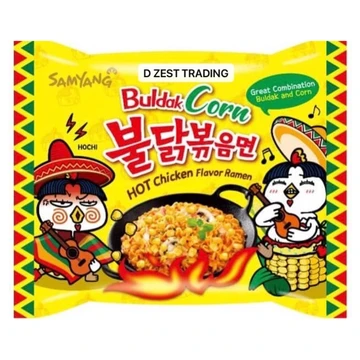 D ZEST TRADING
SAMYANG
Buldak Corn
Great Combination
Buldak and Corn
HOCHI
불닭볶음면
HOT Chicken Flavor Ramen